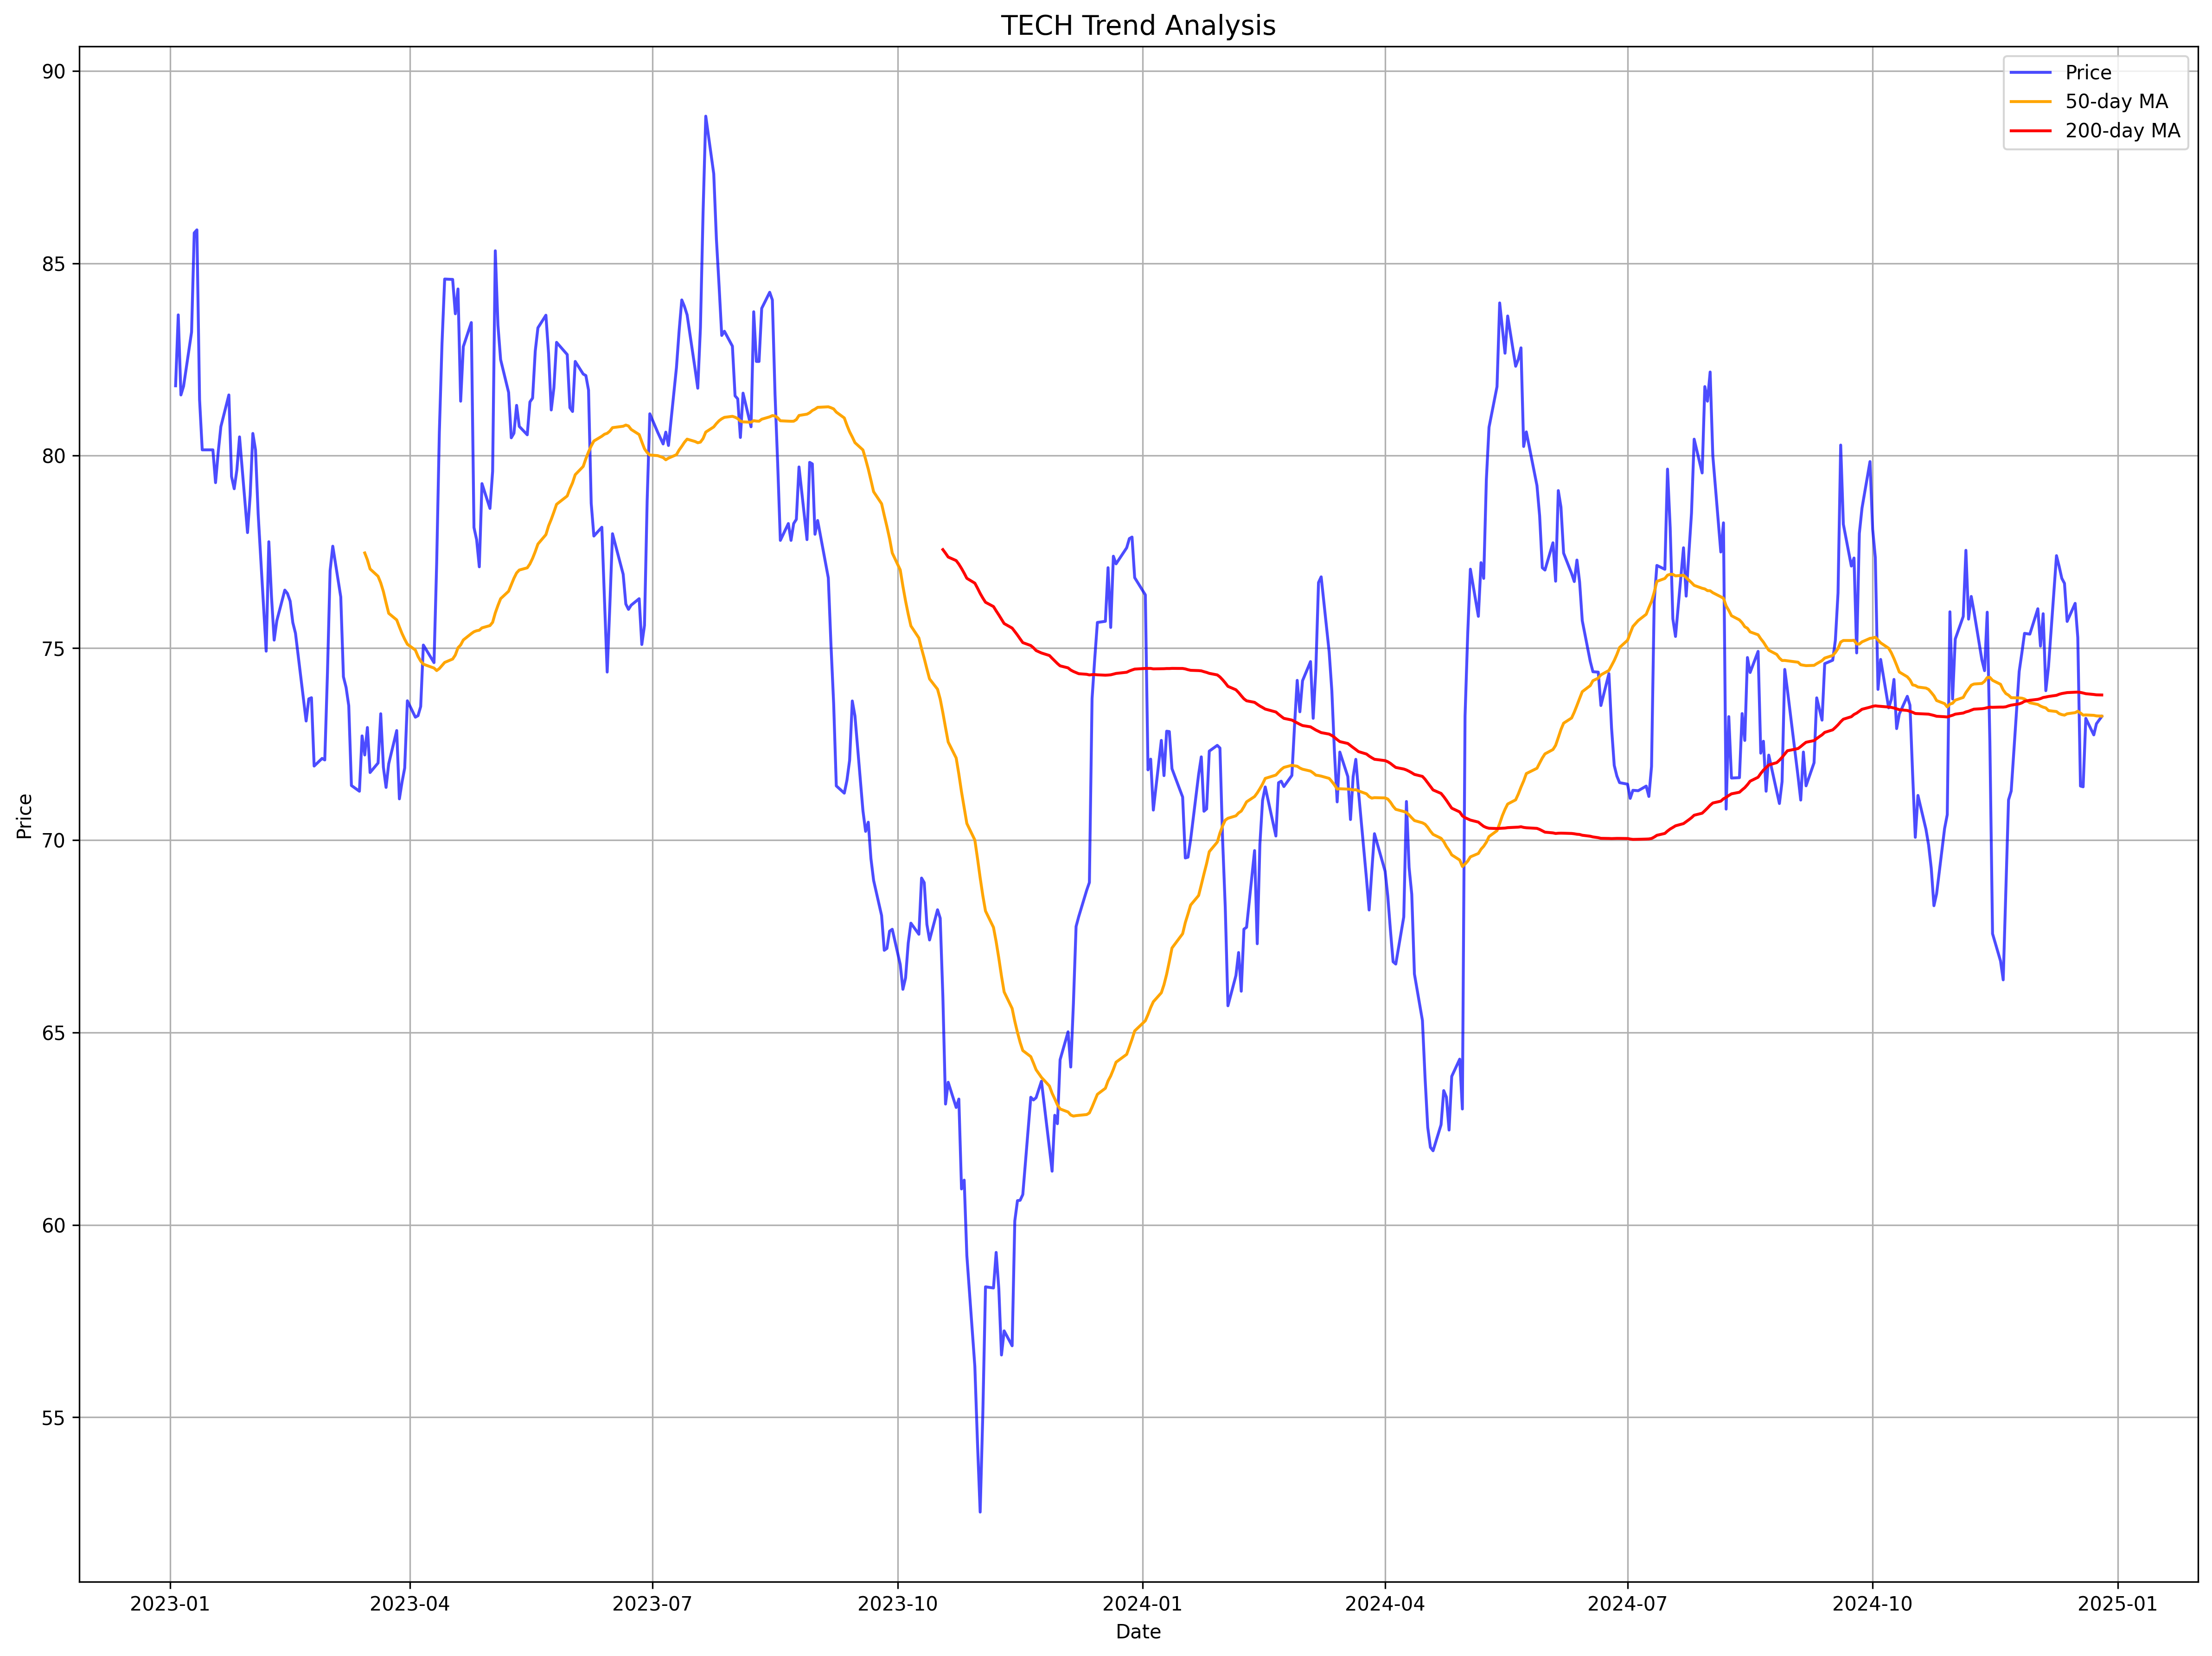 TECH Trend Analysis
Price
50-day MA
200-day MA
90
85
80
75
70
65
60
55
Price
2023-01
2023-04
2023-07
2023-10
2024-01
2024-04
2024-07
2024-10
2025-01
Date